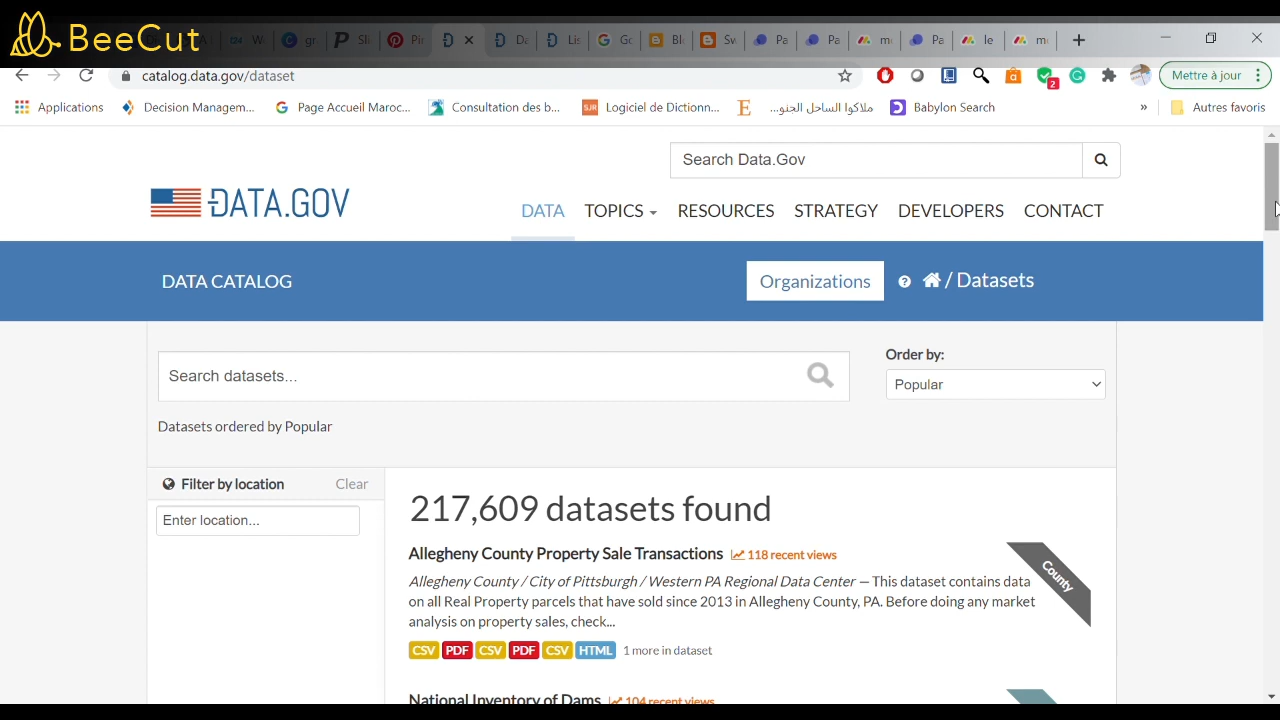 BeeCut
catalog.data.gov/dataset
Mettre à jour
Applications
Decision Managem...
Page Accueil Maroc...
Consultation des b...
SJR
Logiciel de Dictionn...
E
ملاكوا الساحل الجنو...
Babylon Search
»
Autres favoris
Search Data.Gov
DATA.GOV
DATA TOPICS RESOURCES STRATEGY DEVELOPERS CONTACT
DATA CATALOG
Organizations
/ Datasets
Order by:
Search datasets...
Popular
Datasets ordered by Popular
Filter by location Clear
Enter location...
217,609 datasets found
Allegheny County Property Sale Transactions 118 recent views
County
Allegheny County / City of Pittsburgh / Western PA Regional Data Center — This dataset contains data
on all Real Property parcels that have sold since 2013 in Allegheny County, PA. Before doing any market
analysis on property sales, check...
CSV PDF CSV PDF CSV HTML 1 more in dataset
National Inventory of Dams 104 recent views